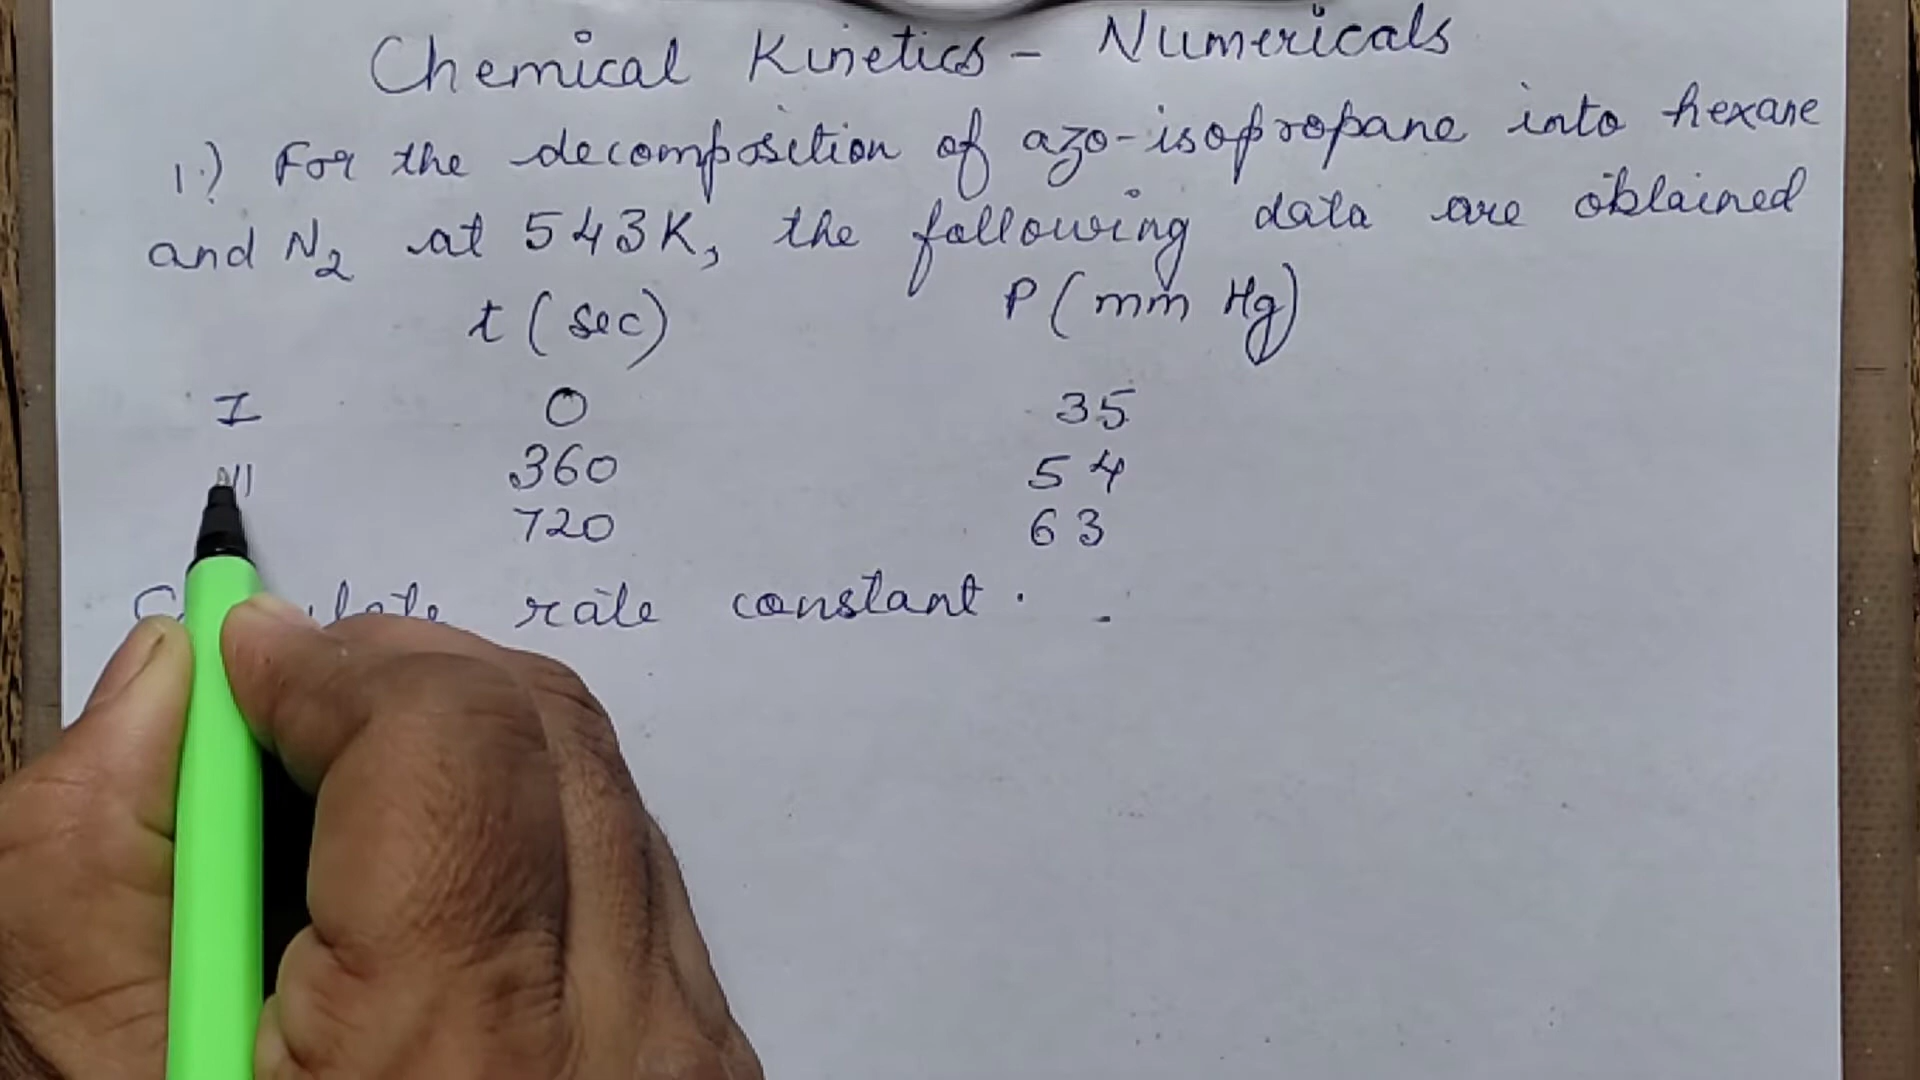 Chemical Kinetics - Numericals
1.) For the decomposition of azo-isopropane into hexane
and N₂ at 543K, the following data are obtained
t (sec) P (mm Hg)
I 0 35
360 54
720 63
rate constant .